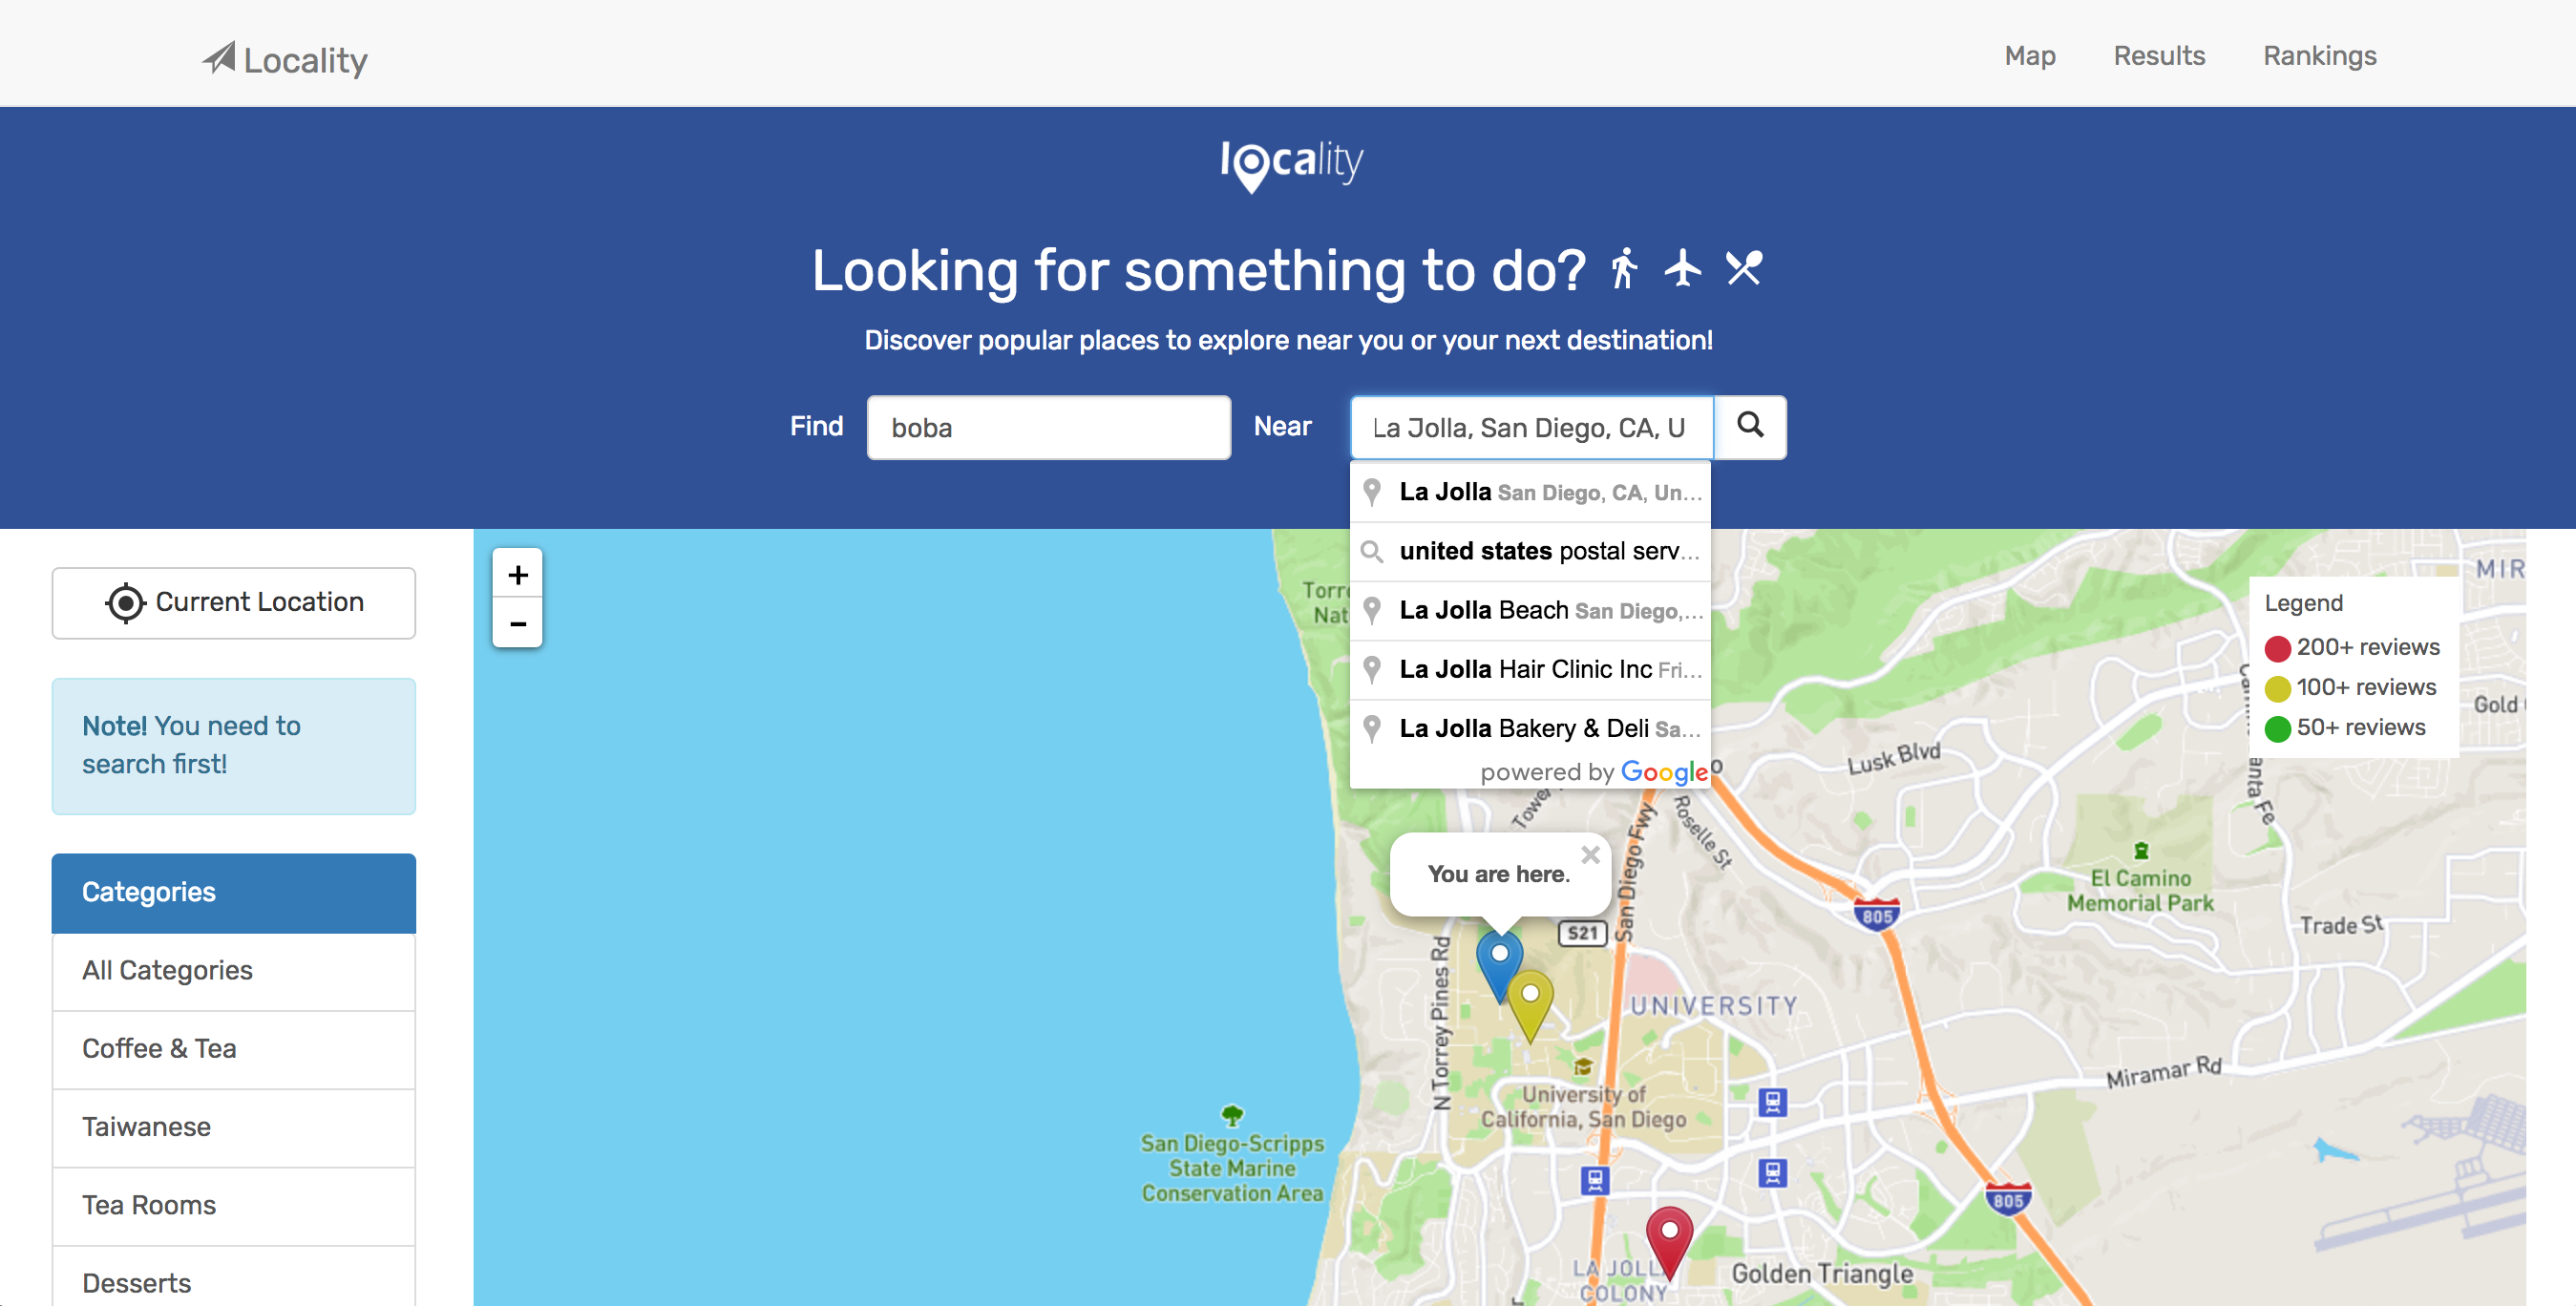 Locality
Map
Results
Rankings
locality
Looking for something to do?
Discover popular places to explore near you or your next destination!
Find
boba
Near
La Jolla, San Diego, CA, U
La Jolla San Diego, CA, Un...
united states postal serv...
La Jolla Beach San Diego,...
La Jolla Hair Clinic Inc Fri...
La Jolla Bakery & Deli Sa...
powered by Google
Current Location
Note! You need to
search first!
Categories
All Categories
Coffee & Tea
Taiwanese
Tea Rooms
Desserts
+
−
Legend
200+ reviews
100+ reviews
50+ reviews
You are here.
×
S21
San Diego Fwy
Roselle St
Lusk Blvd
805
El Camino
Memorial Park
Trade St
Gold
MIR
UNIVERSITY
N Torrey Pines Rd
University of
California, San Diego
Miramar Rd
San Diego-Scripps
State Marine
Conservation Area
805
LA JOLL
COLONY
Golden Triangle